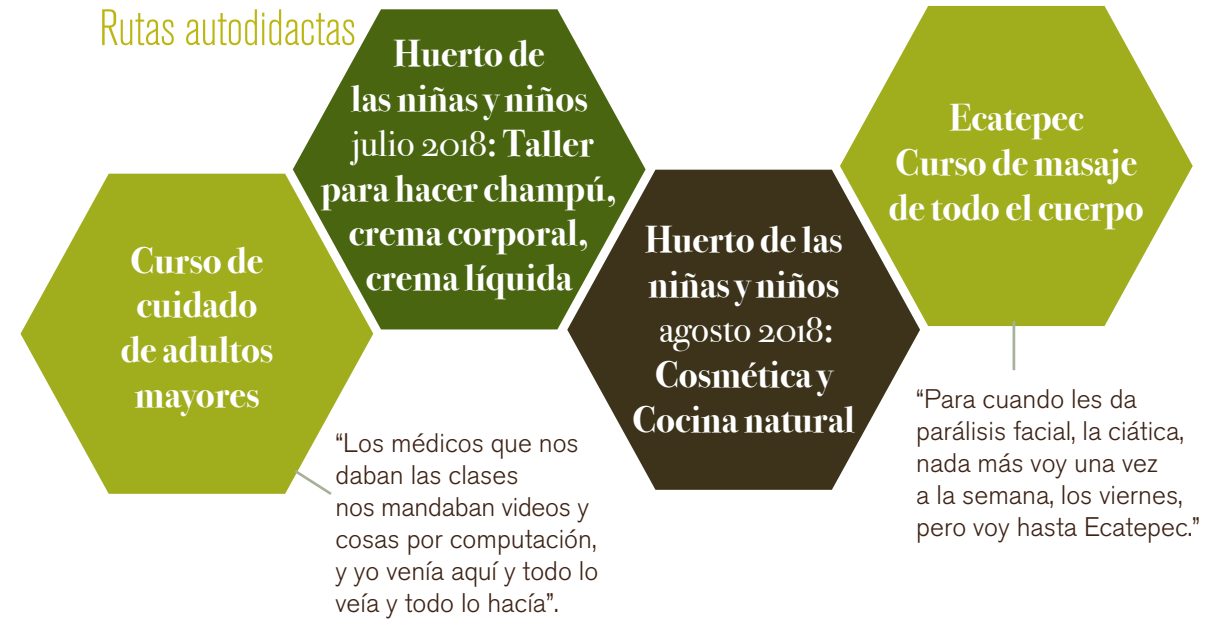 Rutas autodidactas
Curso de
cuidado
de adultos
mayores
“Los médicos que nos
daban las clases
nos mandaban videos y
cosas por computación,
y yo venía aquí y todo lo
veía y todo lo hacía”.
Huerto de
las niñas y niños
julio 2018: Taller
para hacer champú,
crema corporal,
crema líquida
Huerto de las
niñas y niños
agosto 2018:
Cosmética y
Cocina natural
Ecatepec
Curso de masaje
de todo el cuerpo
“Para cuando les da
parálisis facial, la ciática,
nada más voy una vez
a la semana, los viernes,
pero voy hasta Ecatepec.”